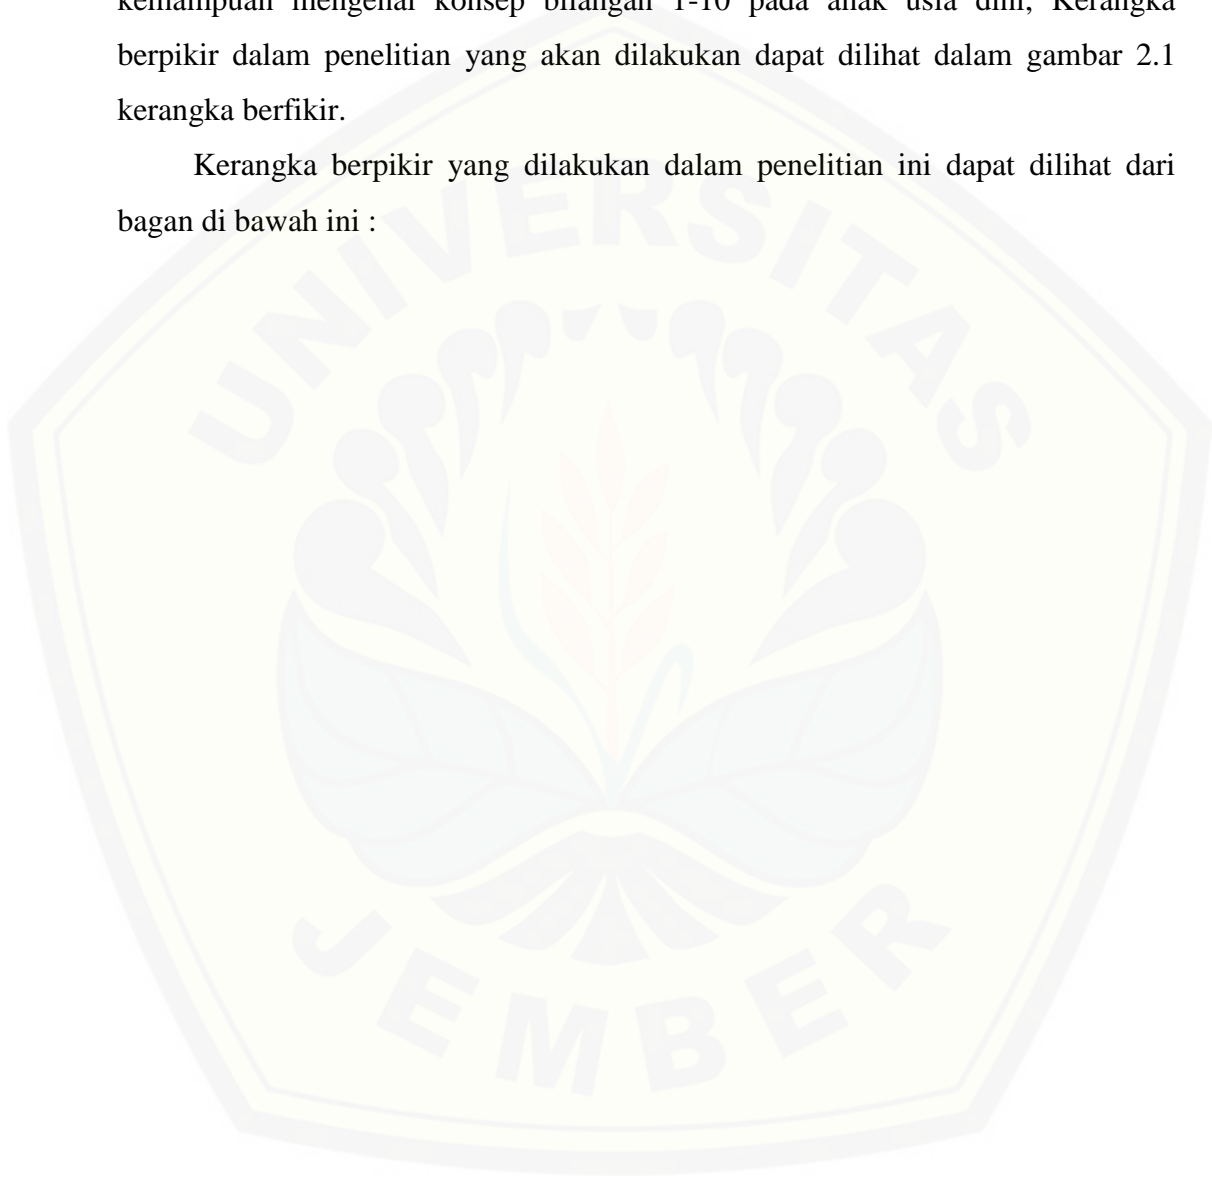 kemampuan mengenal konsep bilangan 1-10 pada anak usia dini, Kerangka
berpikir dalam penelitian yang akan dilakukan dapat dilihat dalam gambar 2.1
kerangka berfikir.
Kerangka berpikir yang dilakukan dalam penelitian ini dapat dilihat dari
bagan di bawah ini :
UNIVERSITAS
JEMBER